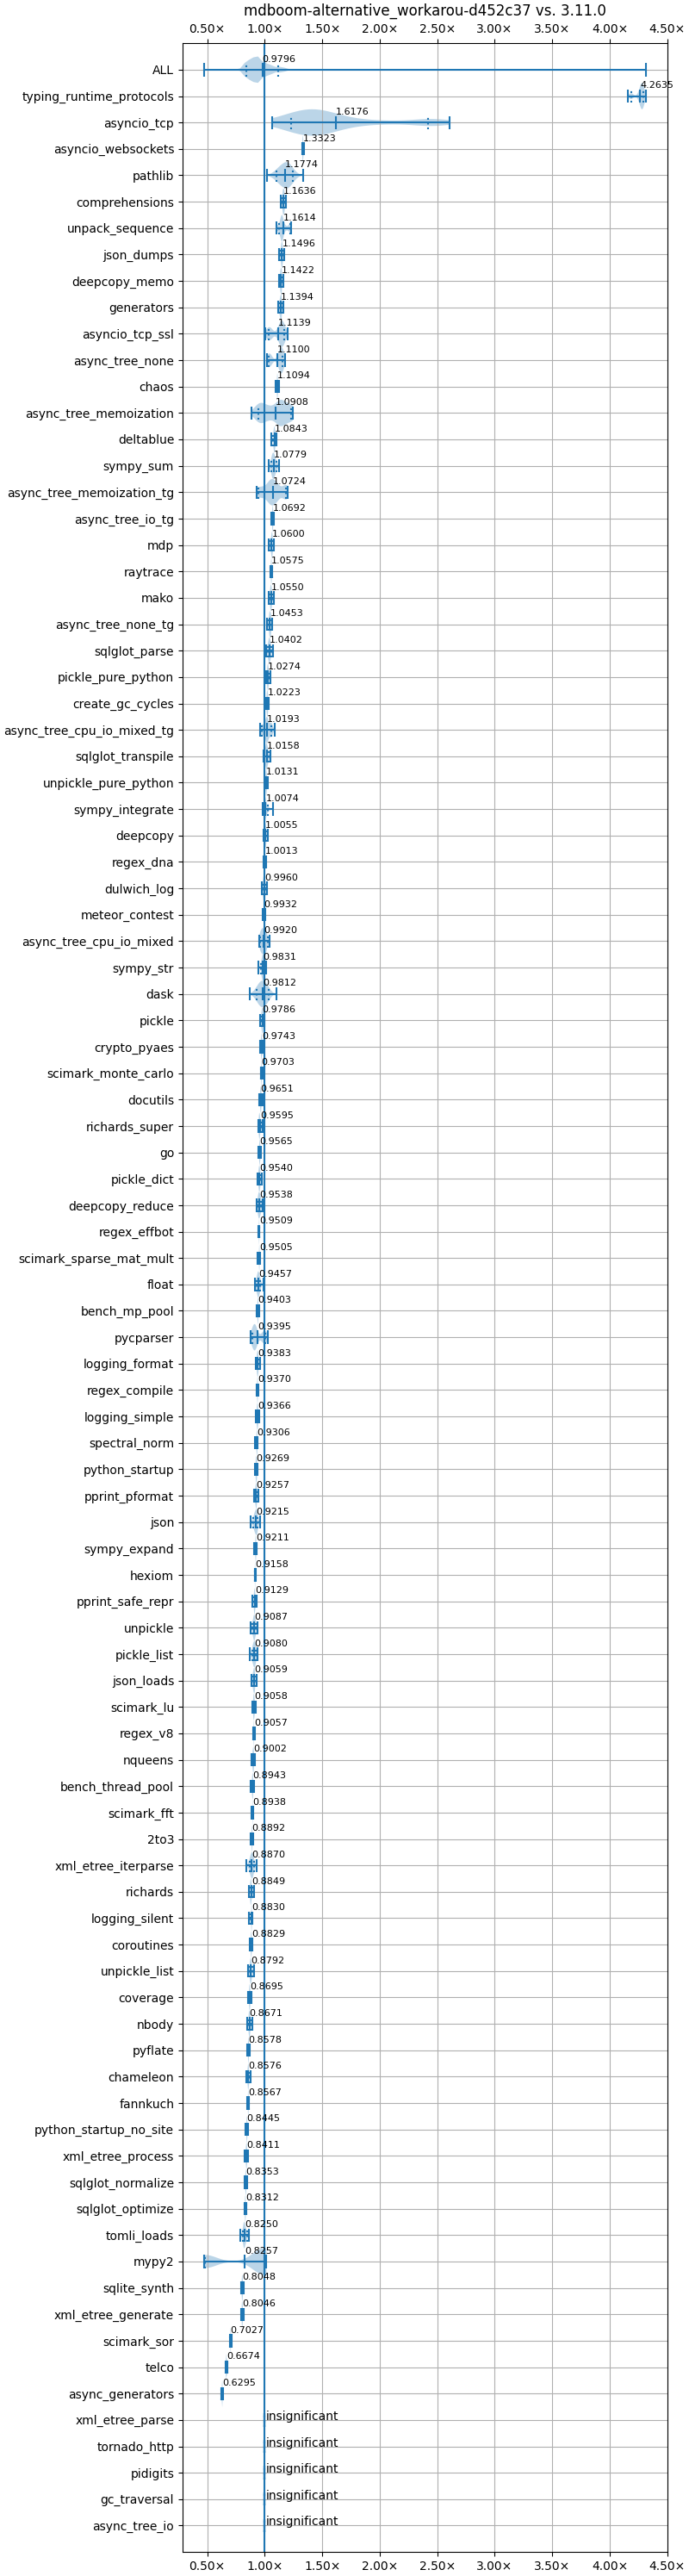 mdboom-alternative_workarou-d452c37 vs. 3.11.0
0.50× 1.00× 1.50× 2.00× 2.50× 3.00× 3.50× 4.00× 4.50×
ALL 0.9796
typing_runtime_protocols 4.2635
asyncio_tcp 1.6176
asyncio_websockets 1.3323
pathlib 1.1774
comprehensions 1.1636
unpack_sequence 1.1614
json_dumps 1.1496
deepcopy_memo 1.1422
generators 1.1394
asyncio_tcp_ssl 1.1139
async_tree_none 1.1100
chaos 1.1094
async_tree_memoization 1.0908
deltablue 1.0843
sympy_sum 1.0779
async_tree_memoization_tg 1.0724
async_tree_io_tg 1.0692
mdp 1.0600
raytrace 1.0575
mako 1.0550
async_tree_none_tg 1.0453
sqlglot_parse 1.0402
pickle_pure_python 1.0274
create_gc_cycles 1.0223
async_tree_cpu_io_mixed_tg 1.0193
sqlglot_transpile 1.0158
unpickle_pure_python 1.0131
sympy_integrate 1.0074
deepcopy 1.0055
regex_dna 1.0013
dulwich_log 0.9960
meteor_contest 0.9932
async_tree_cpu_io_mixed 0.9920
sympy_str 0.9831
dask 0.9812
pickle 0.9786
crypto_pyaes 0.9743
scimark_monte_carlo 0.9703
docutils 0.9651
richards_super 0.9595
go 0.9565
pickle_dict 0.9540
deepcopy_reduce 0.9538
regex_effbot 0.9509
scimark_sparse_mat_mult 0.9505
float 0.9457
bench_mp_pool 0.9403
pycparser 0.9395
logging_format 0.9383
regex_compile 0.9370
logging_simple 0.9366
spectral_norm 0.9306
python_startup 0.9269
pprint_pformat 0.9257
json 0.9215
sympy_expand 0.9211
hexiom 0.9158
pprint_safe_repr 0.9129
unpickle 0.9087
pickle_list 0.9080
json_loads 0.9059
scimark_lu 0.9058
regex_v8 0.9057
nqueens 0.9002
bench_thread_pool 0.8943
scimark_fft 0.8938
2to3 0.8892
xml_etree_iterparse 0.8870
richards 0.8849
logging_silent 0.8830
coroutines 0.8829
unpickle_list 0.8792
coverage 0.8695
nbody 0.8671
pyflate 0.8578
chameleon 0.8576
fannkuch 0.8567
python_startup_no_site 0.8445
xml_etree_process 0.8411
sqlglot_normalize 0.8353
sqlglot_optimize 0.8312
tomli_loads 0.8250
mypy2 0.8257
sqlite_synth 0.8048
xml_etree_generate 0.8046
scimark_sor 0.7027
telco 0.6674
async_generators 0.6295
xml_etree_parse insignificant
tornado_http insignificant
pidigits insignificant
gc_traversal insignificant
async_tree_io insignificant
0.50× 1.00× 1.50× 2.00× 2.50× 3.00× 3.50× 4.00× 4.50×